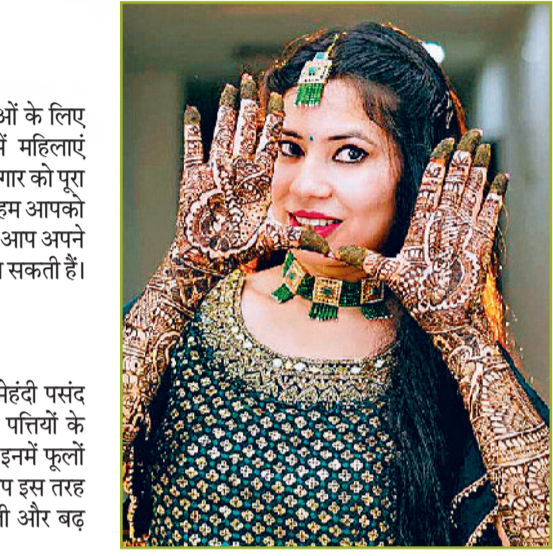 ओं के लिए
में महिलाएं
गार को पूरा
हम आपको
आप अपने
सकती हैं।
मेहंदी पसंद
पत्तियों के
इनमें फूलों
प इस तरह
ी और बढ़